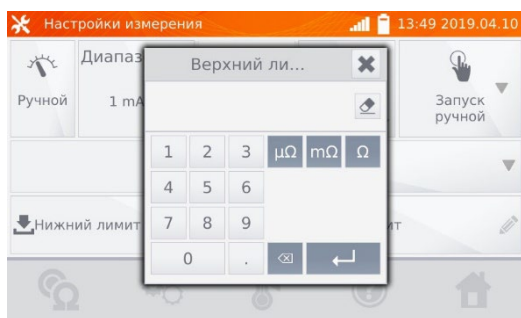 Настройки измерения 13:49 2019.04.10
Диапаз
Верхний ли...
Ручной
1 mA
Запуск
ручной
1 2 3 μΩ mΩ Ω
4 5 6
7 8 9
0 .
Нижний лимит
ит